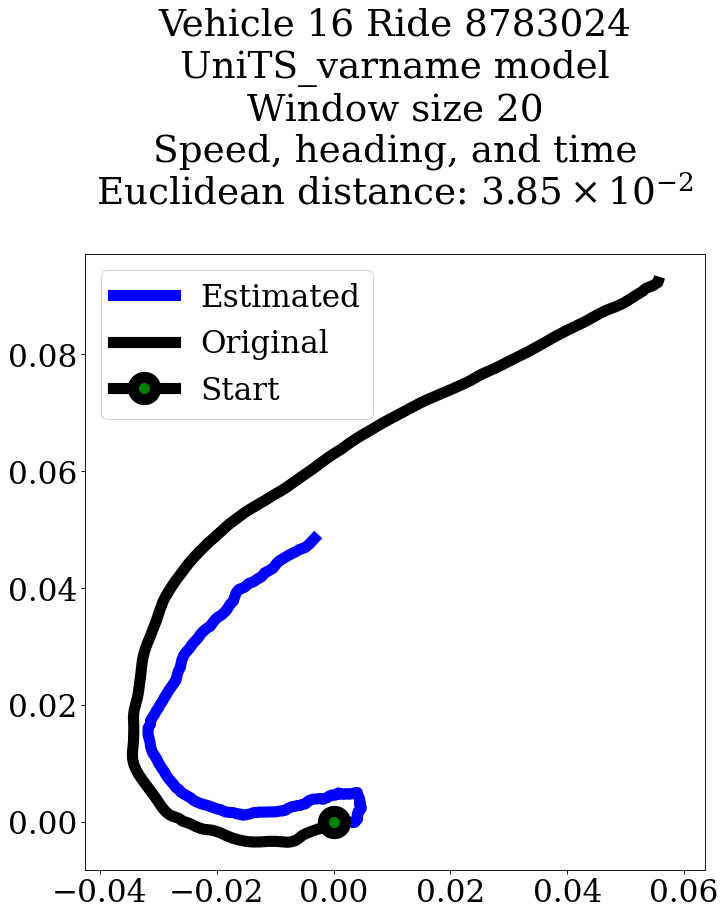 Vehicle 16 Ride 8783024
UniTS_varname model
Window size 20
Speed, heading, and time
Euclidean distance: 3.85 × 10⁻²
Estimated
Original
Start
0.08
0.06
0.04
0.02
0.00
−0.04 −0.02 0.00 0.02 0.04 0.06